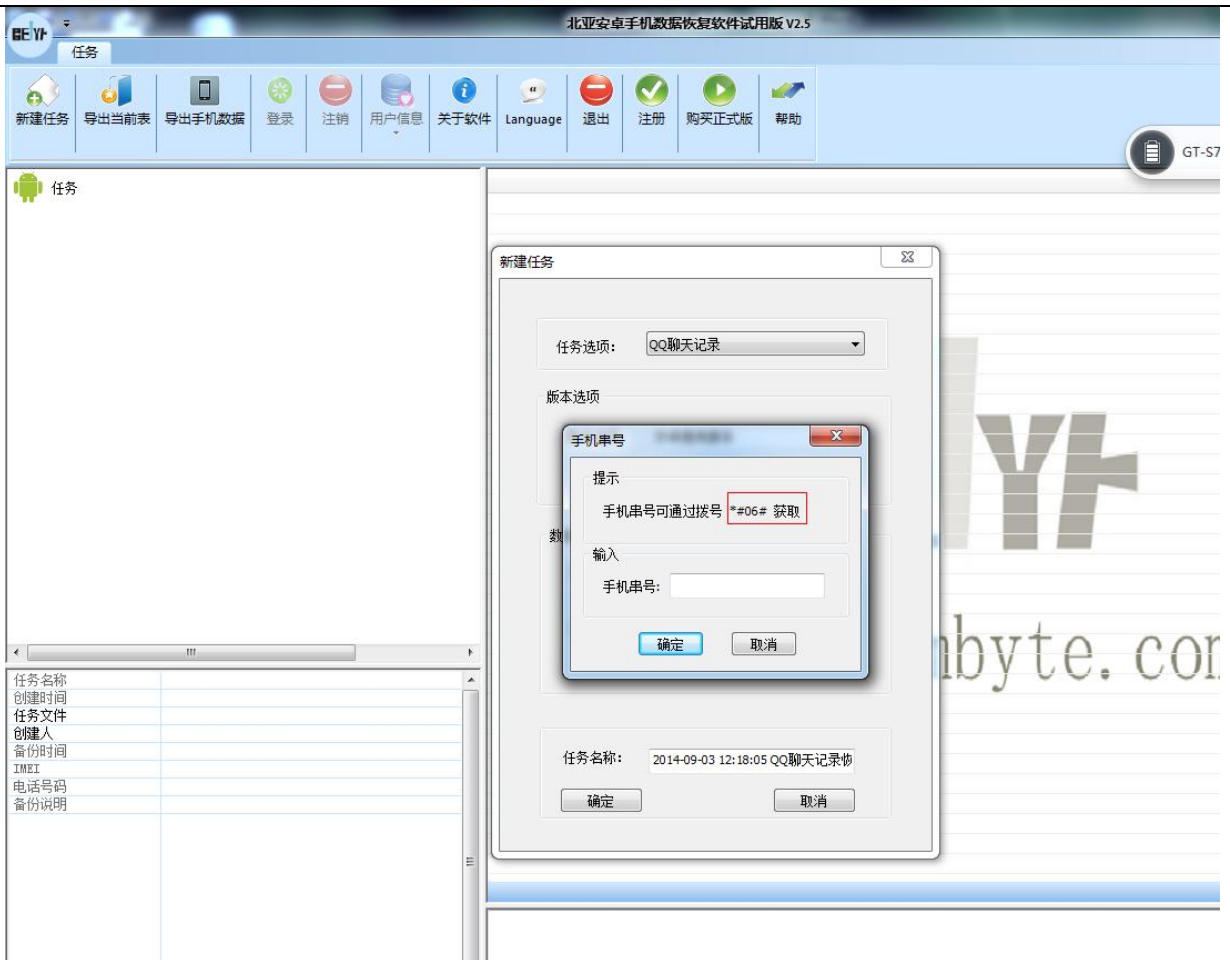 北亚安卓手机数据恢复软件试用版 V2.5
任务
新建任务 导出当前表 导出手机数据 登录 注销 用户信息 关于软件 Language 退出 注册 购买正式版 帮助
GT-S7
任务
新建任务
任务选项: QQ聊天记录
版本选项
手机串号
提示
手机串号可通过拨号 *#06# 获取
数
输入
手机串号:
确定 取消
nbyte.com
任务名称
创建时间
任务文件
创建人
备份时间
IMEI
电话号码
备份说明
任务名称: 2014-09-03 12:18:05 QQ聊天记录恢
确定 取消